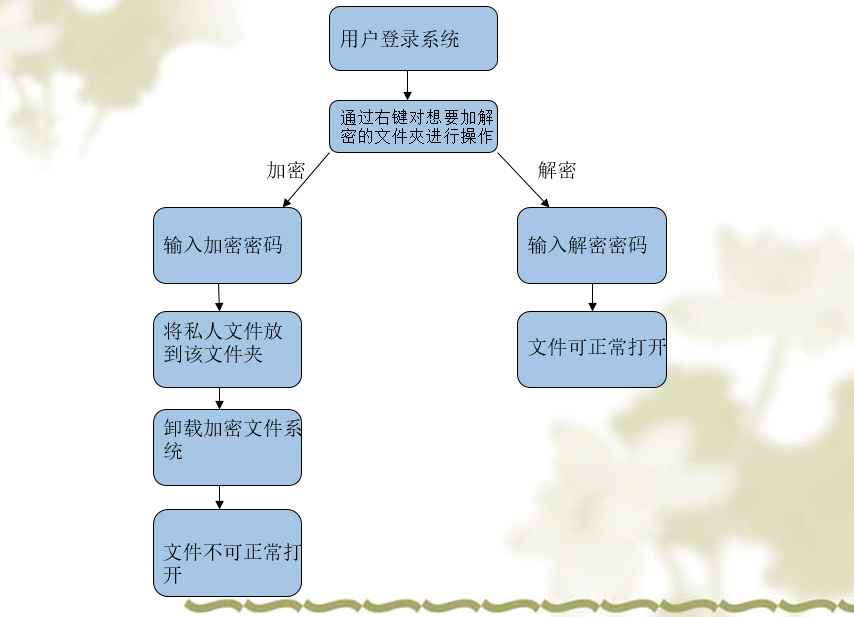 用户登录系统
通过右键对想要加解
密的文件夹进行操作
加密
解密
输入加密密码
输入解密密码
将私人文件放
到该文件夹
文件可正常打开
卸载加密文件系
统
文件不可正常打
开